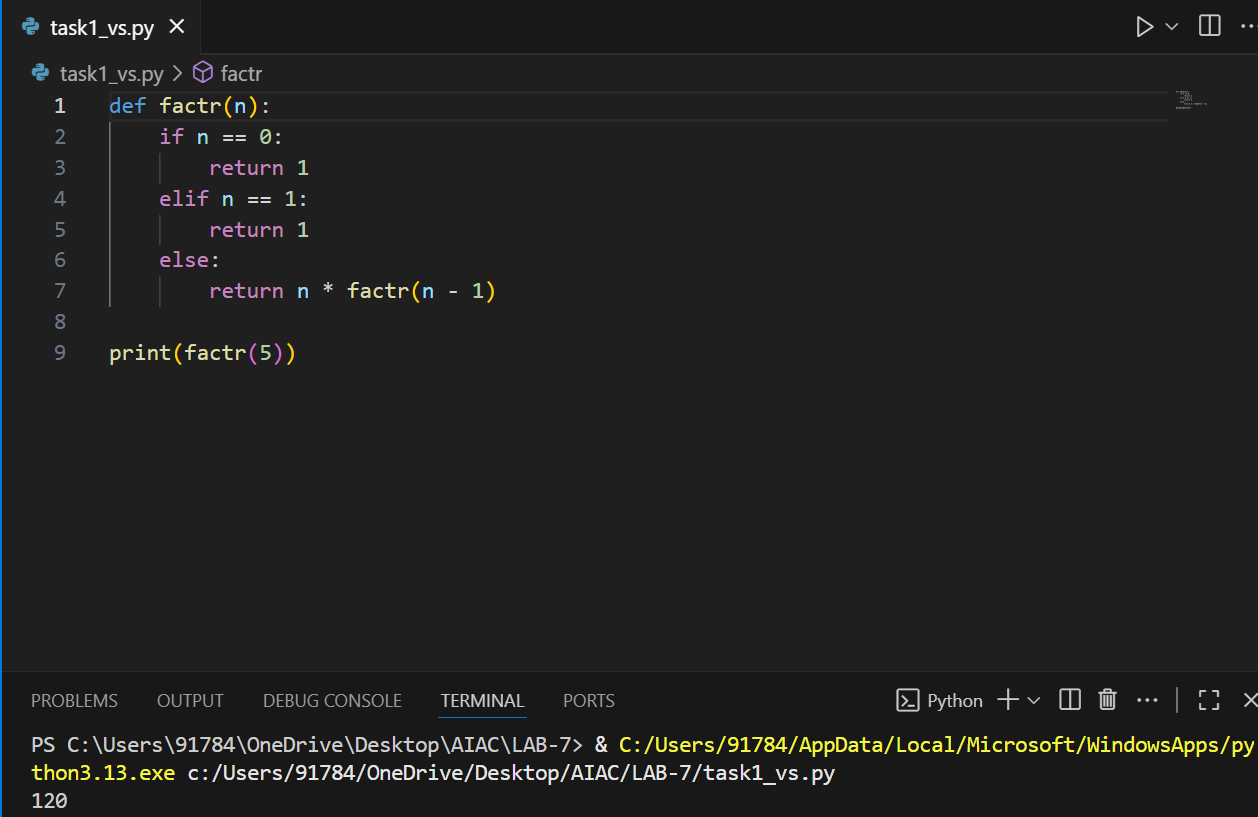 task1_vs.py
task1_vs.py > factr
1 def factr(n):
2     if n == 0:
3         return 1
4     elif n == 1:
5         return 1
6     else:
7         return n * factr(n - 1)
8
9 print(factr(5))
PROBLEMS OUTPUT DEBUG CONSOLE TERMINAL PORTS Python
PS C:\Users\91784\OneDrive\Desktop\AIAC\LAB-7> & C:/Users/91784/AppData/Local/Microsoft/WindowsApps/py
thon3.13.exe c:/Users/91784/OneDrive/Desktop/AIAC/LAB-7/task1_vs.py
120